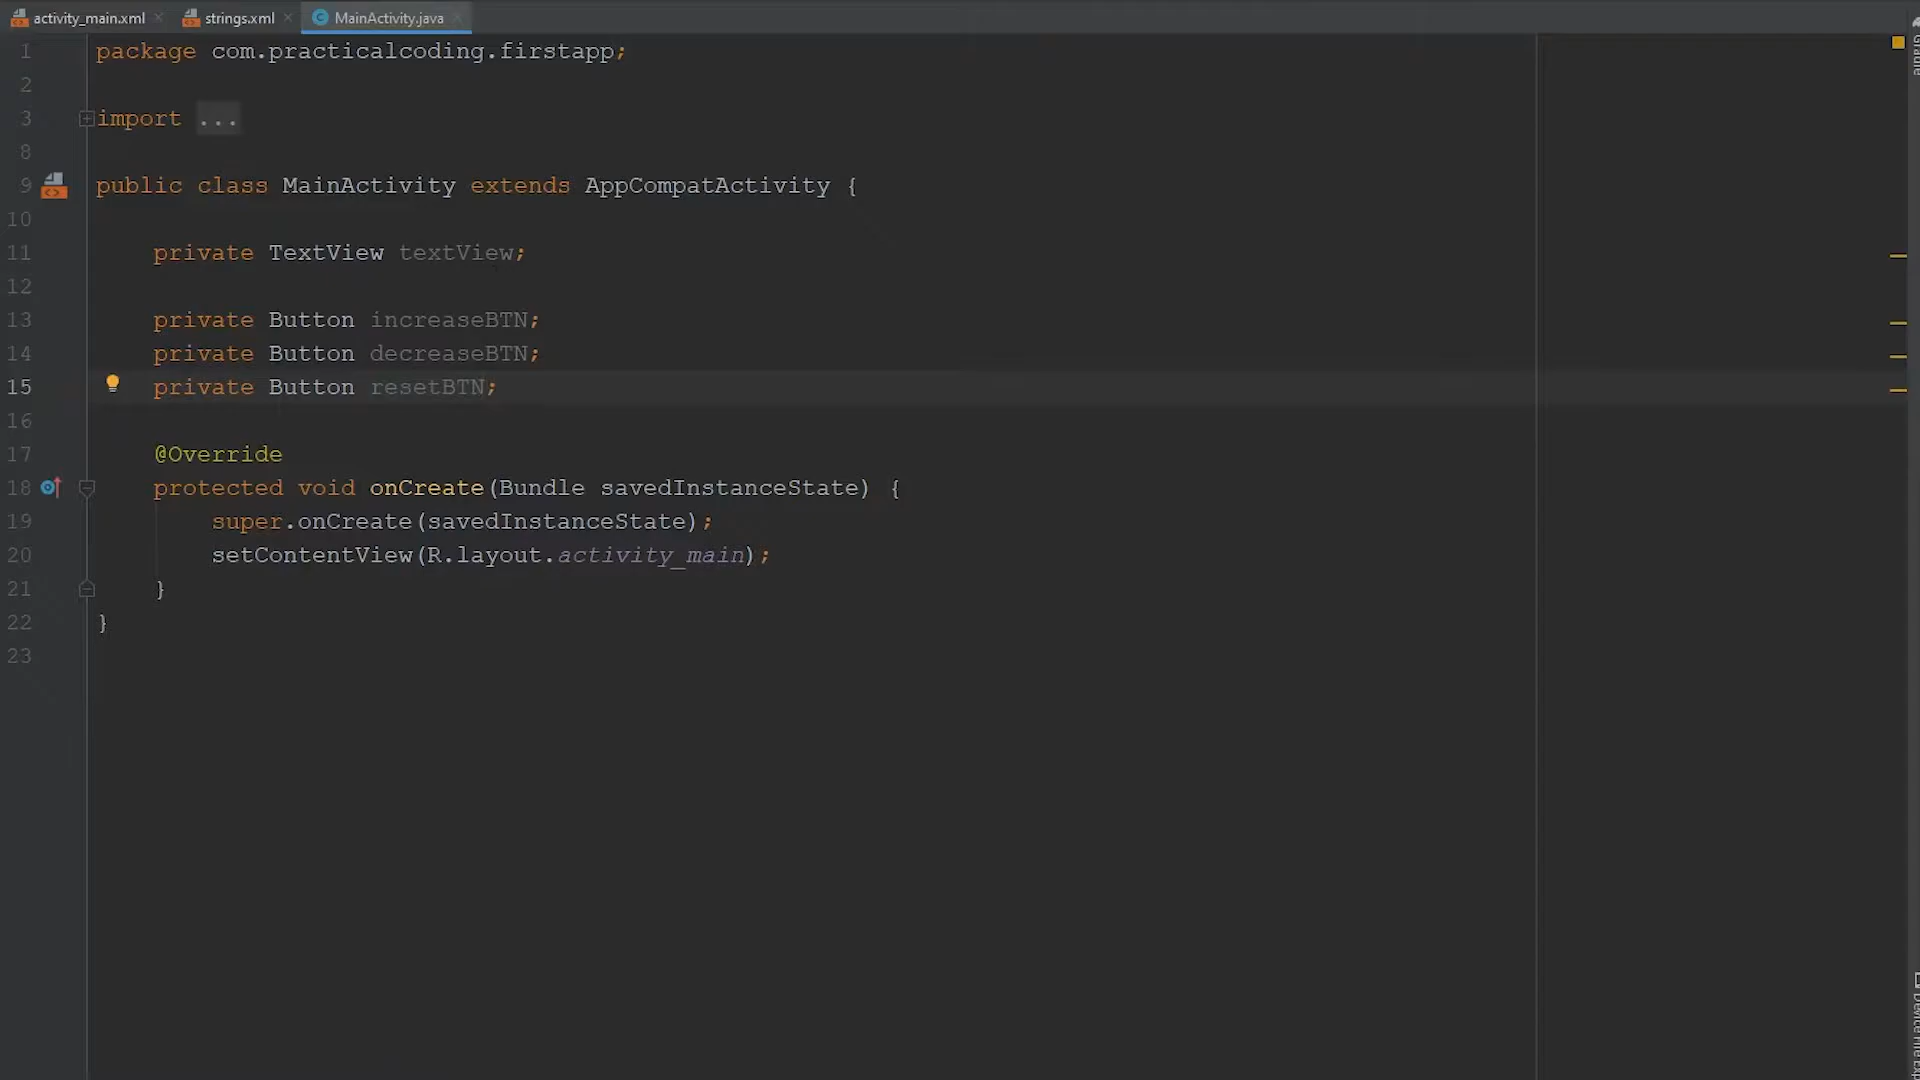 activity_main.xml strings.xml MainActivity.java
1 package com.practicalcoding.firstapp;
2
3 import ...
8
9 public class MainActivity extends AppCompatActivity {
10
11 private TextView textView;
12
13 private Button increaseBTN;
14 private Button decreaseBTN;
15 private Button resetBTN;
16
17 @Override
18 protected void onCreate(Bundle savedInstanceState) {
19 super.onCreate(savedInstanceState);
20 setContentView(R.layout.activity_main);
21 }
22 }
23
Gradle